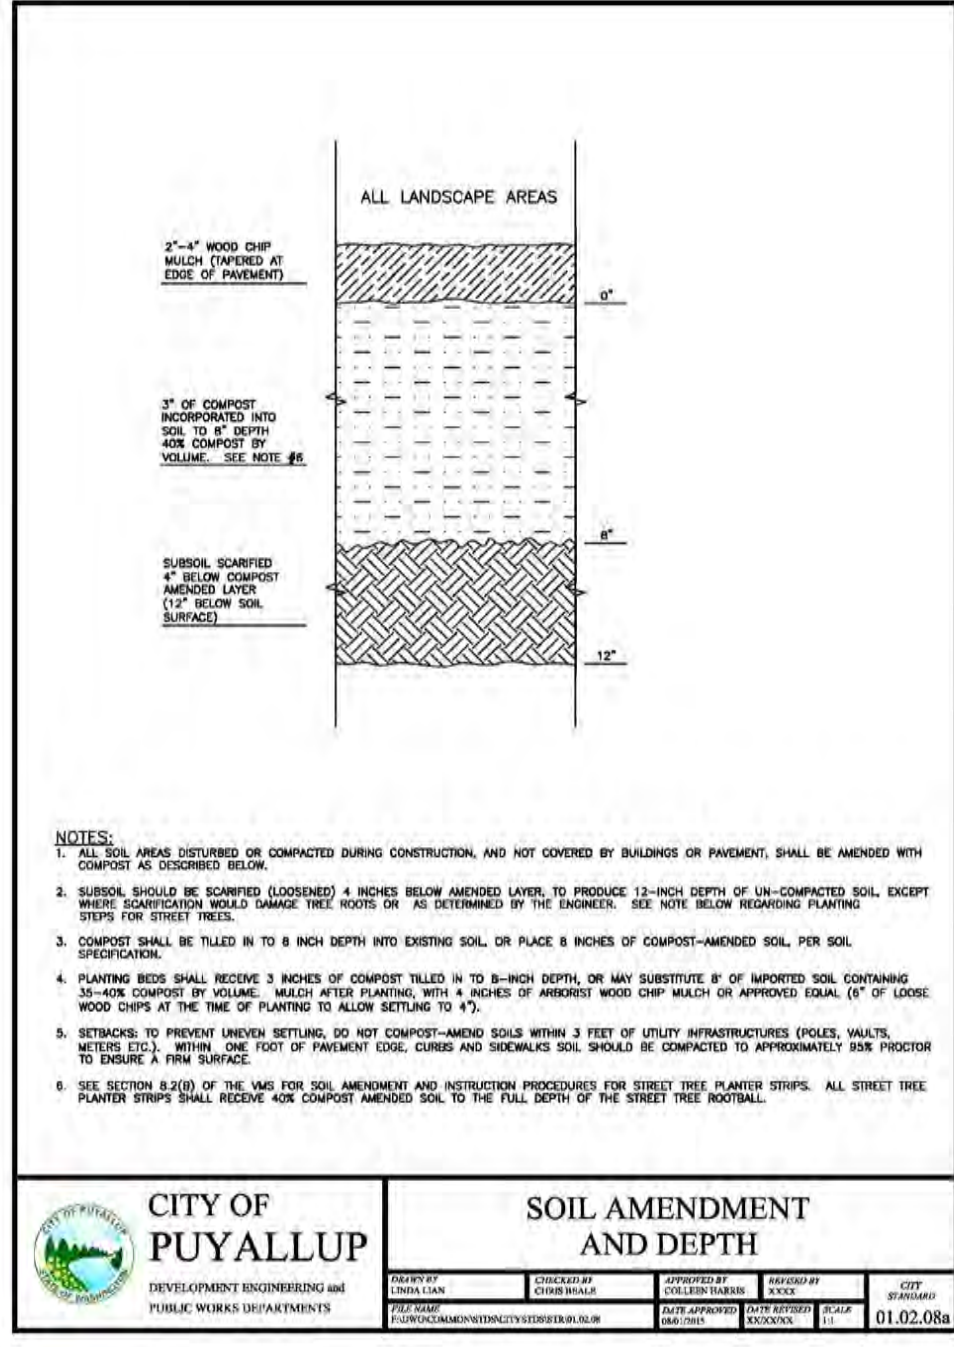 ALL LANDSCAPE AREAS
2"-4" WOOD CHIP
MULCH (TAPERED AT
EDGE OF PAVEMENT)
0"
3" OF COMPOST
INCORPORATED INTO
SOIL TO 8" DEPTH
40% COMPOST BY
VOLUME. SEE NOTE #6
8"
SUBSOIL SCARIFIED
4" BELOW COMPOST
AMENDED LAYER
(12" BELOW SOIL
SURFACE)
12"
NOTES:
1. ALL SOIL AREAS DISTURBED OR COMPACTED DURING CONSTRUCTION, AND NOT COVERED BY BUILDINGS OR PAVEMENT, SHALL BE AMENDED WITH
COMPOST AS DESCRIBED BELOW.
2. SUBSOIL SHOULD BE SCARIFIED (LOOSENED) 4 INCHES BELOW AMENDED LAYER, TO PRODUCE 12-INCH DEPTH OF UN-COMPACTED SOIL, EXCEPT
WHERE SCARIFICATION WOULD DAMAGE TREE ROOTS OR AS DETERMINED BY THE ENGINEER. SEE NOTE BELOW REGARDING PLANTING
STEPS FOR STREET TREES.
3. COMPOST SHALL BE TILLED IN TO 8 INCH DEPTH INTO EXISTING SOIL, OR PLACE 8 INCHES OF COMPOST-AMENDED SOIL, PER SOIL
SPECIFICATION.
4. PLANTING BEDS SHALL RECEIVE 3 INCHES OF COMPOST TILLED IN TO 8-INCH DEPTH, OR MAY SUBSTITUTE 8" OF IMPORTED SOIL CONTAINING
35-40% COMPOST BY VOLUME. MULCH AFTER PLANTING, WITH 4 INCHES OF ARBORIST WOOD CHIP MULCH OR APPROVED EQUAL (6" OF LOOSE
WOOD CHIPS AT THE TIME OF PLANTING TO ALLOW SETTLING TO 4").
5. SETBACKS: TO PREVENT UNEVEN SETTLING, DO NOT COMPOST-AMEND SOILS WITHIN 3 FEET OF UTILITY INFRASTRUCTURES (POLES, VAULTS,
METERS ETC.). WITHIN ONE FOOT OF PAVEMENT EDGE, CURBS AND SIDEWALKS SOIL SHOULD BE COMPACTED TO APPROXIMATELY 95% PROCTOR
TO ENSURE A FIRM SURFACE.
6. SEE SECTION 8.2(B) OF THE VMS FOR SOIL AMENDMENT AND INSTRUCTION PROCEDURES FOR STREET TREE PLANTER STRIPS. ALL STREET TREE
PLANTER STRIPS SHALL RECEIVE 40% COMPOST AMENDED SOIL TO THE FULL DEPTH OF THE STREET TREE ROOTBALL.
CITY OF PUYALLUP
STATE OF WASHINGTON
CITY OF
PUYALLUP
DEVELOPMENT ENGINEERING and
PUBLIC WORKS DEPARTMENTS
SOIL AMENDMENT
AND DEPTH
DRAWN BY
LINDA LIAN
CHECKED BY
CHRIS BEALE
APPROVED BY
COLLEEN HARRIS
REVISED BY
XXXX
CITY
STANDARD
01.02.08a
FILE NAME
F:\DWG\COMMON\STDS\CITYSTDS\STR\01.02.08
DATE APPROVED
08/01/2015
DATE REVISED
XX/XX/XX
SCALE
1:1